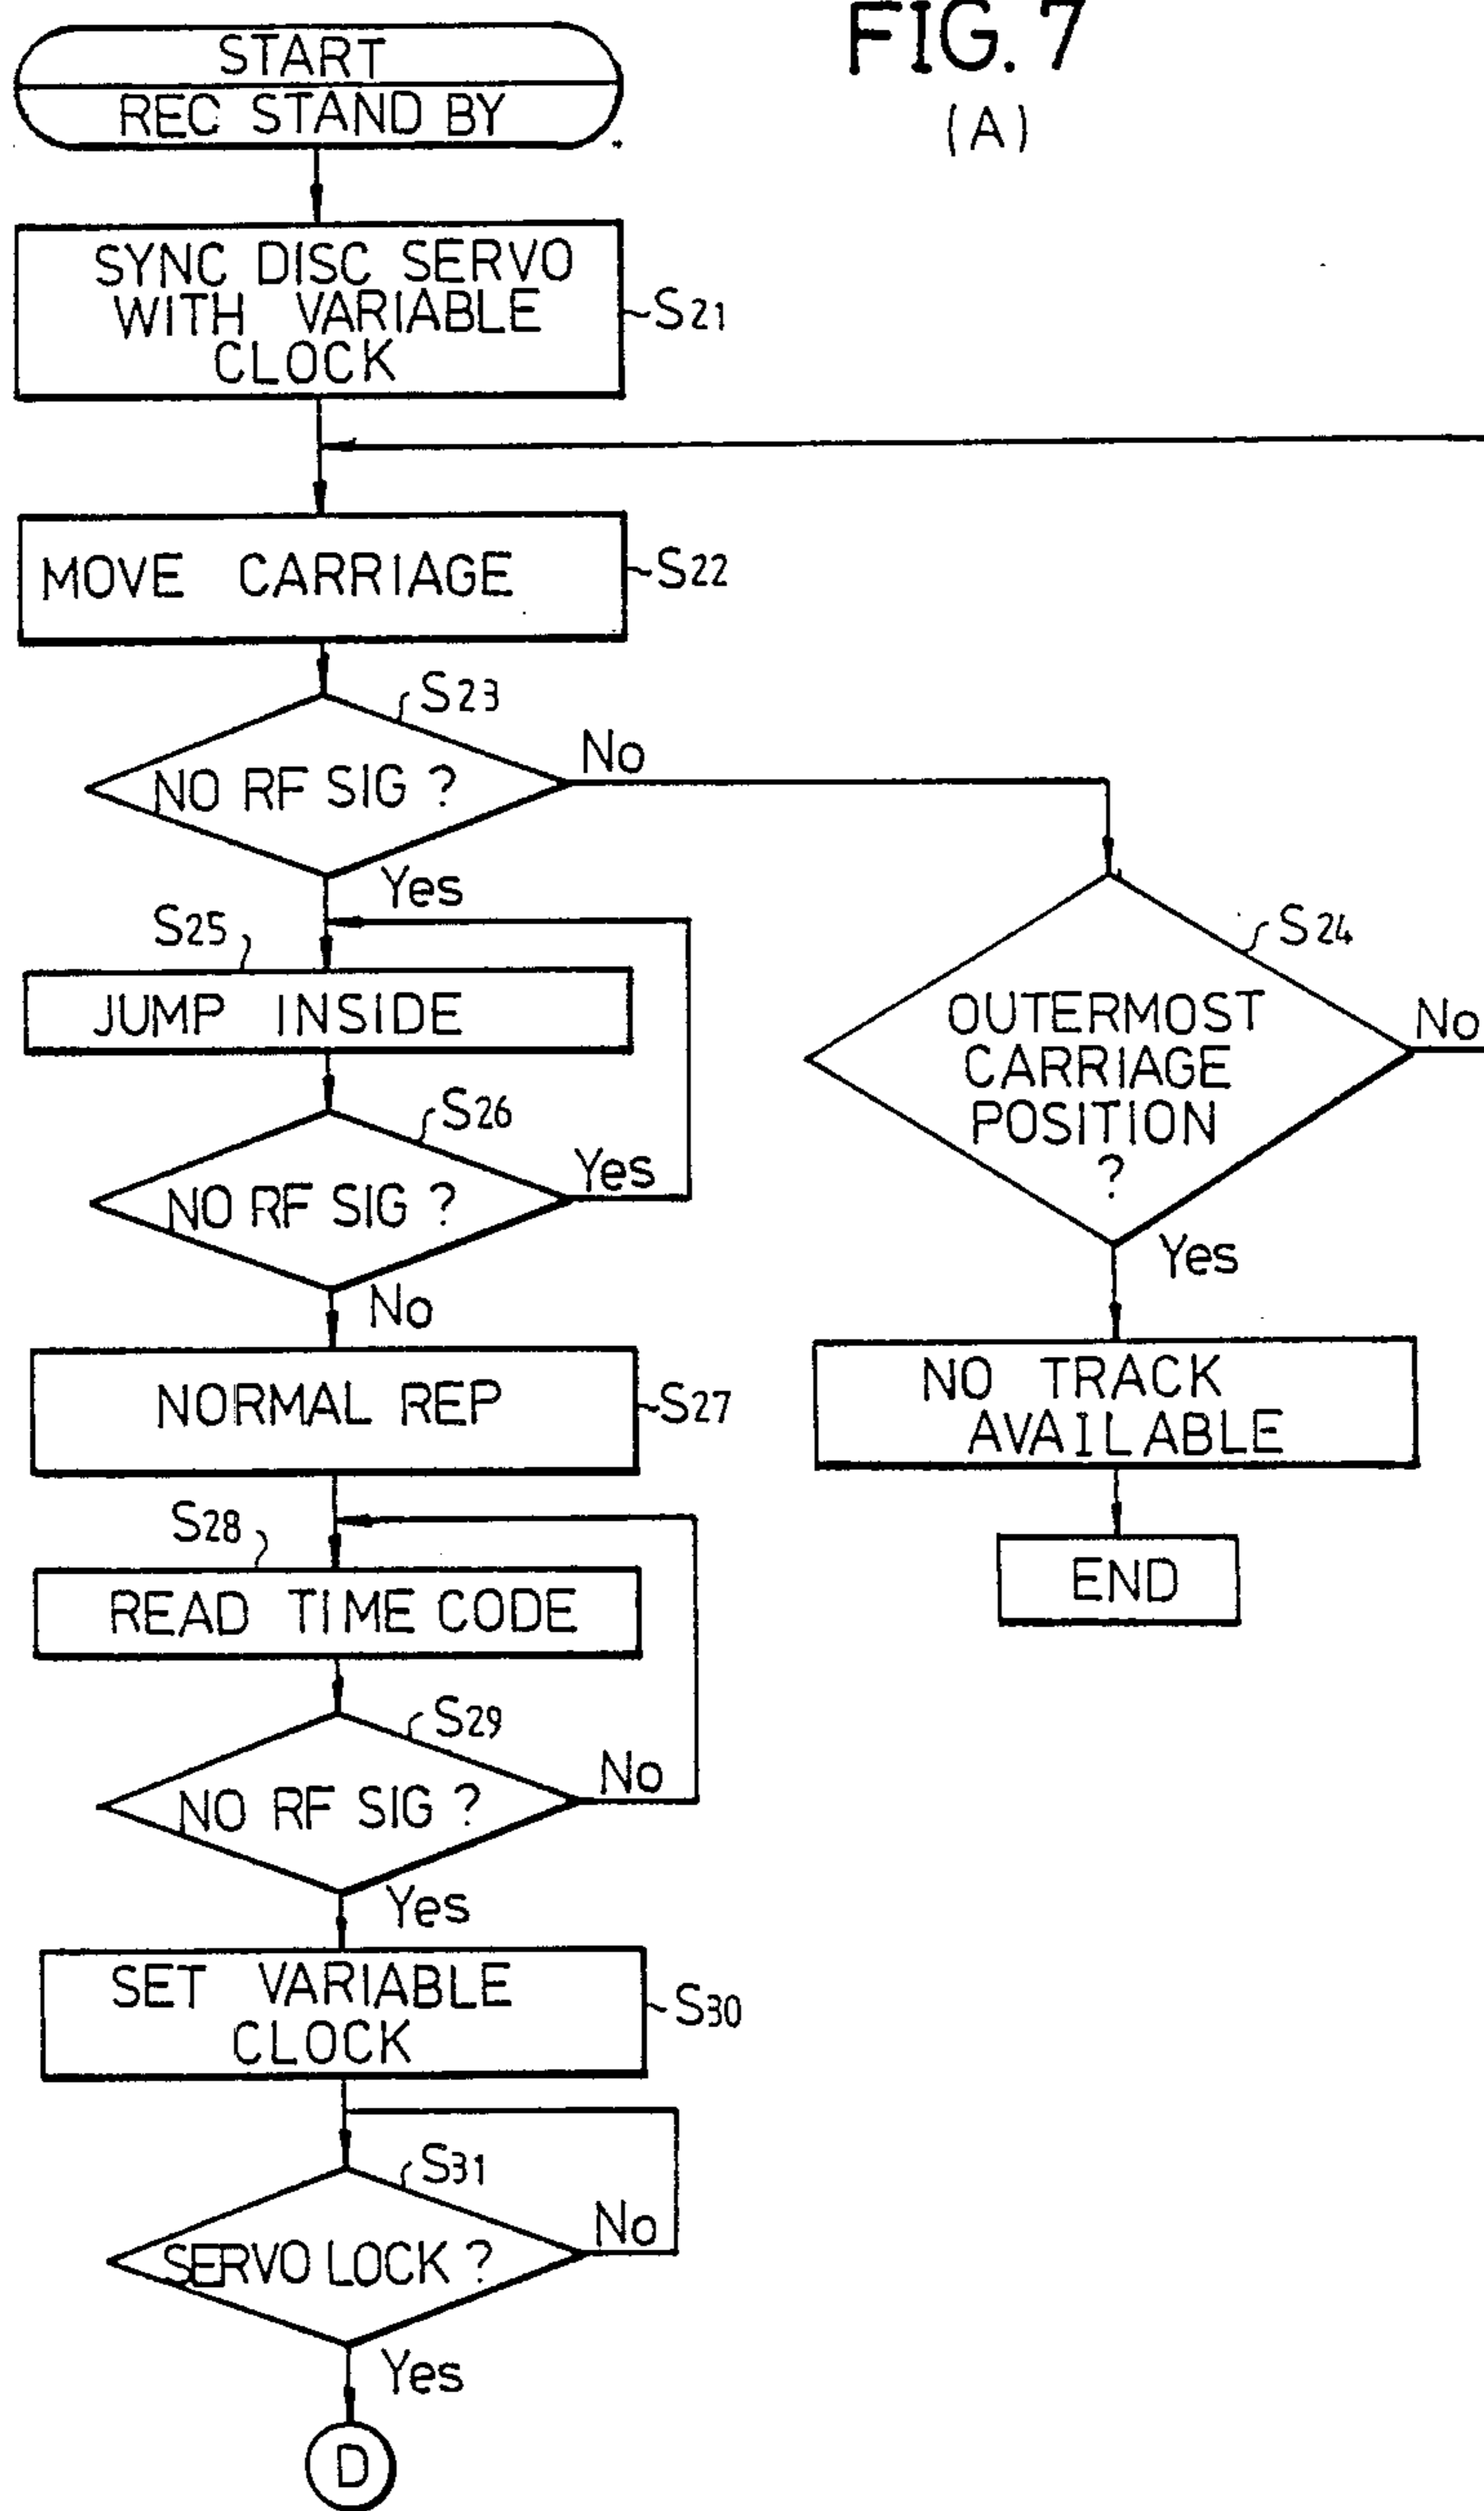 FIG. 7
(A)
START
REC STAND BY
SYNC DISC SERVO
WITH VARIABLE
CLOCK
S21
MOVE CARRIAGE
S22
S23
NO RF SIG ?
No
Yes
S24
OUTERMOST
CARRIAGE
POSITION
?
No
Yes
NO TRACK
AVAILABLE
END
S25
JUMP INSIDE
S26
NO RF SIG ?
Yes
No
NORMAL REP
S27
S28
READ TIME CODE
S29
NO RF SIG ?
No
Yes
SET VARIABLE
CLOCK
S30
S31
SERVO LOCK ?
No
Yes
D